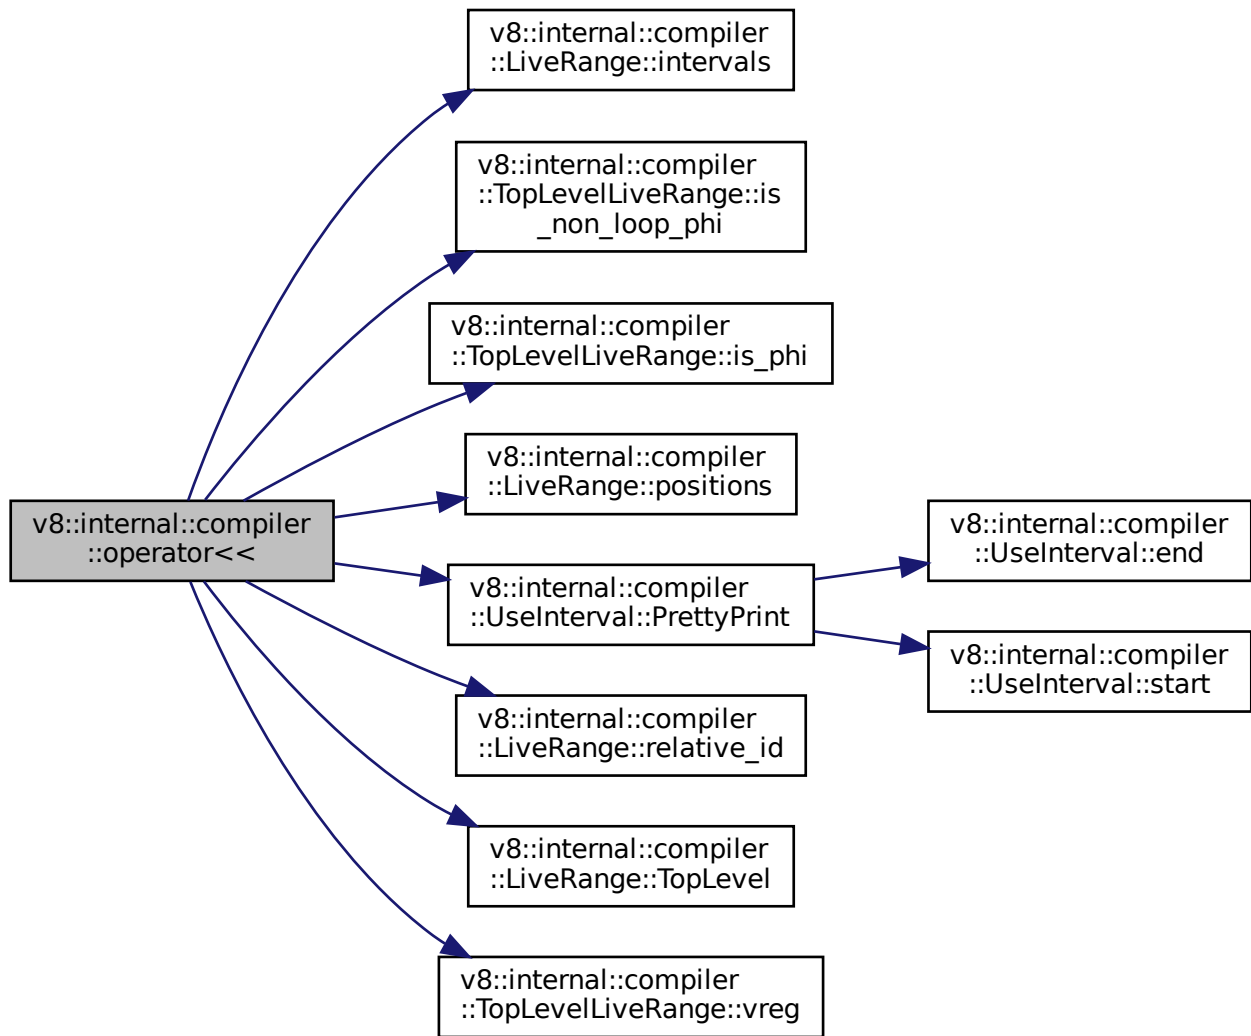 v8::internal::compiler
::LiveRange::intervals
v8::internal::compiler
::TopLevelLiveRange::is
_non_loop_phi
v8::internal::compiler
::TopLevelLiveRange::is_phi
v8::internal::compiler
::LiveRange::positions
v8::internal::compiler
::operator<<
v8::internal::compiler
::UseInterval::PrettyPrint
v8::internal::compiler
::UseInterval::end
v8::internal::compiler
::UseInterval::start
v8::internal::compiler
::LiveRange::relative_id
v8::internal::compiler
::LiveRange::TopLevel
v8::internal::compiler
::TopLevelLiveRange::vreg